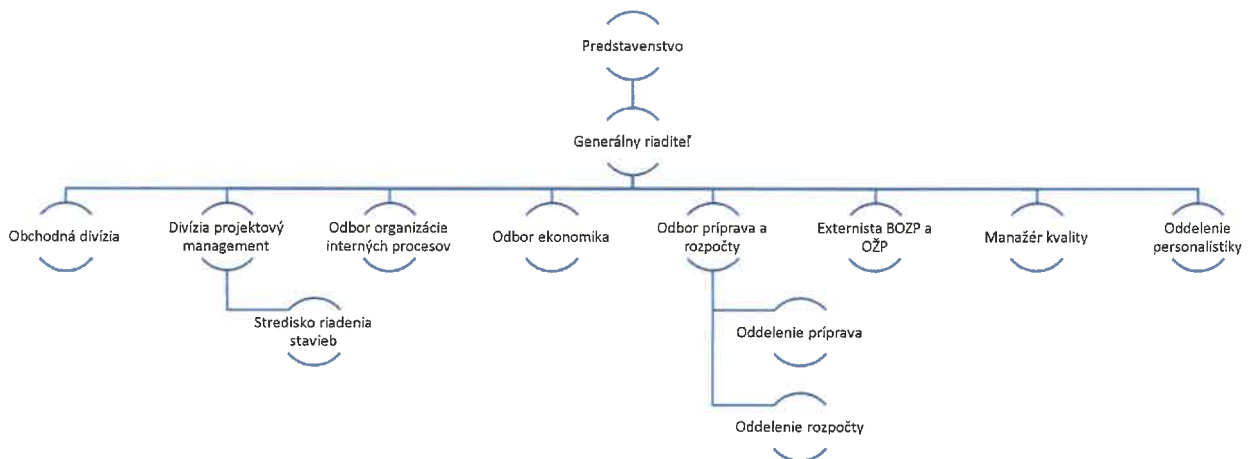 Predstavenstvo
Generálny riaditeľ
Obchodná divízia
Divízia projektový
management
Odbor organizácie
interných procesov
Odbor ekonomika
Odbor príprava a
rozpočty
Externista BOZP a
OŽP
Manažér kvality
Oddelenie
personalistiky
Stredisko riadenia
stavieb
Oddelenie príprava
Oddelenie rozpočty